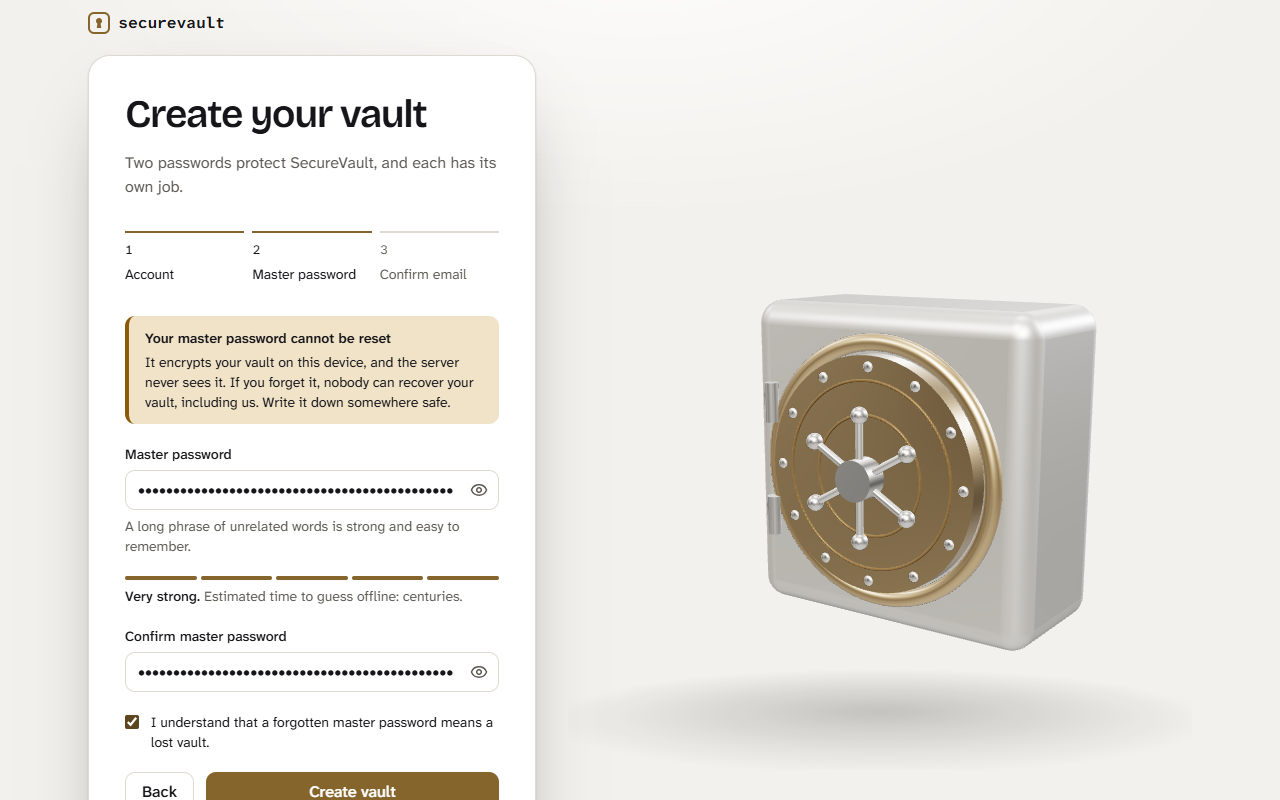 securevault
Create your vault
Two passwords protect SecureVault, and each has its
own job.
1
Account
2
Master password
3
Confirm email
Your master password cannot be reset
It encrypts your vault on this device, and the server
never sees it. If you forget it, nobody can recover your
vault, including us. Write it down somewhere safe.
Master password
•••••••••••••••••••••••••••••••••••••••••••••
A long phrase of unrelated words is strong and easy to
remember.
Very strong. Estimated time to guess offline: centuries.
Confirm master password
•••••••••••••••••••••••••••••••••••••••••••••
I understand that a forgotten master password means a
lost vault.
Back
Create vault